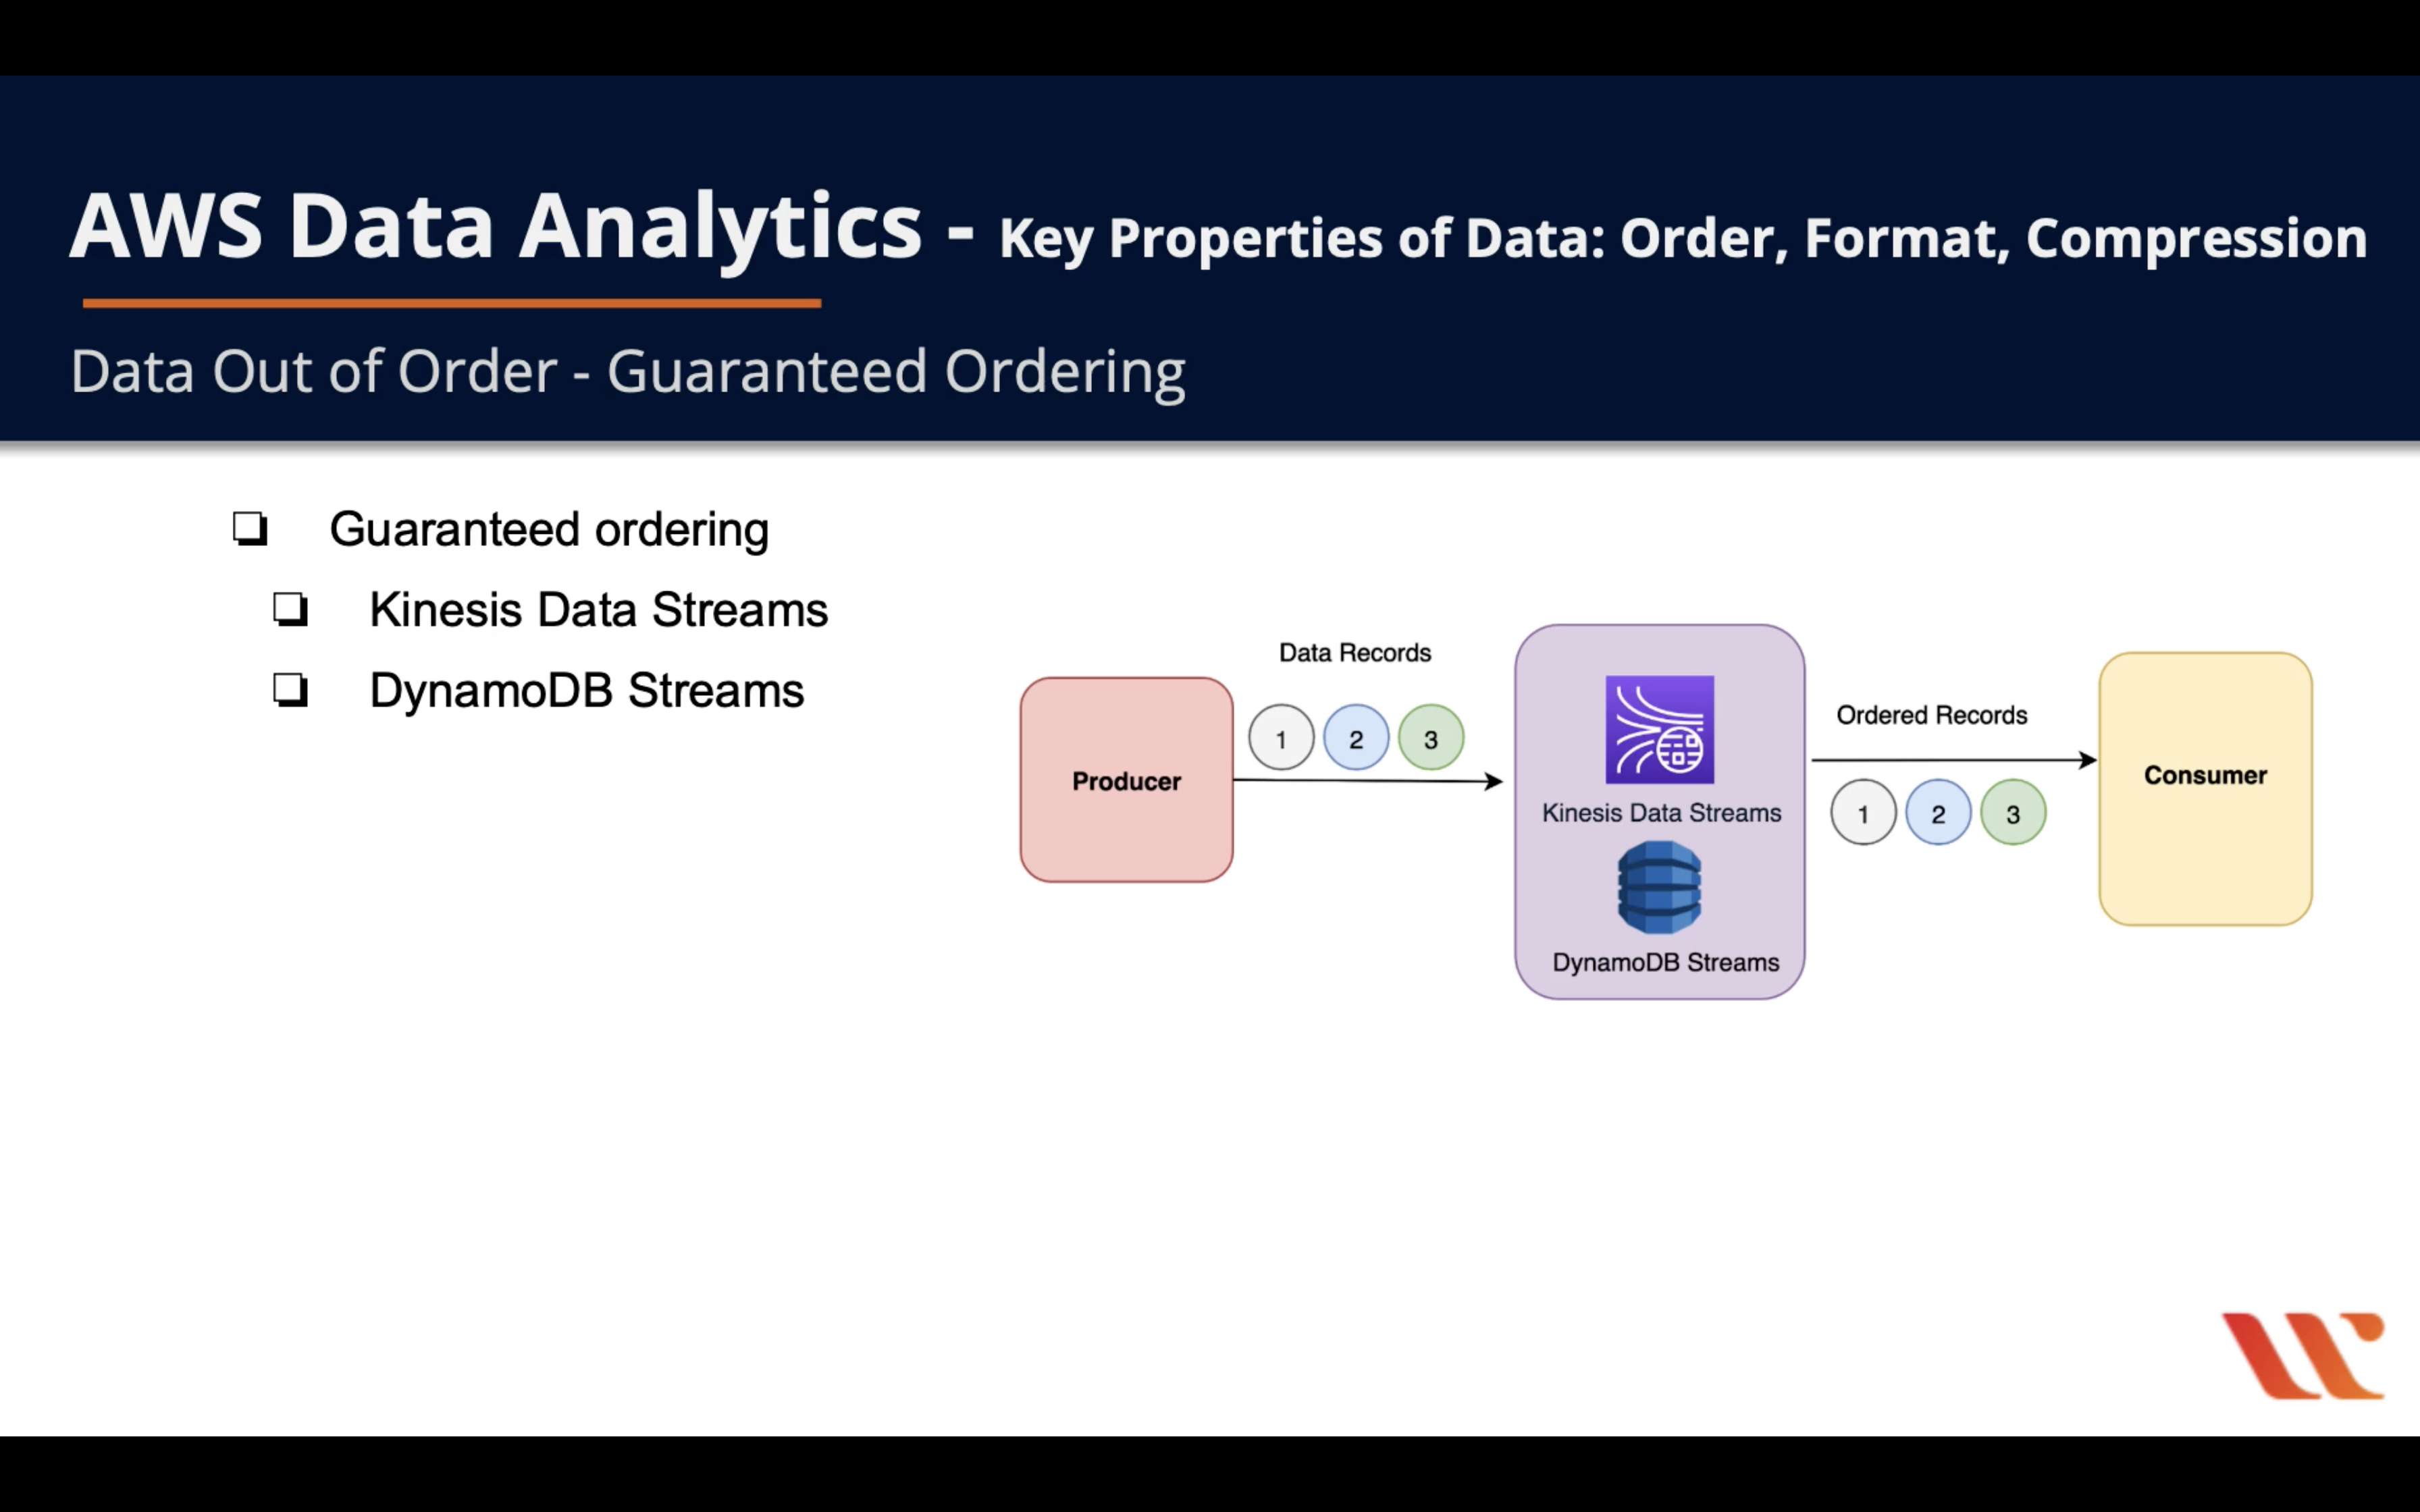 AWS Data Analytics - Key Properties of Data: Order, Format, Compression
Data Out of Order - Guaranteed Ordering
Guaranteed ordering
Kinesis Data Streams
DynamoDB Streams
Data Records
1 2 3
Producer
Kinesis Data Streams
DynamoDB Streams
Ordered Records
1 2 3
Consumer